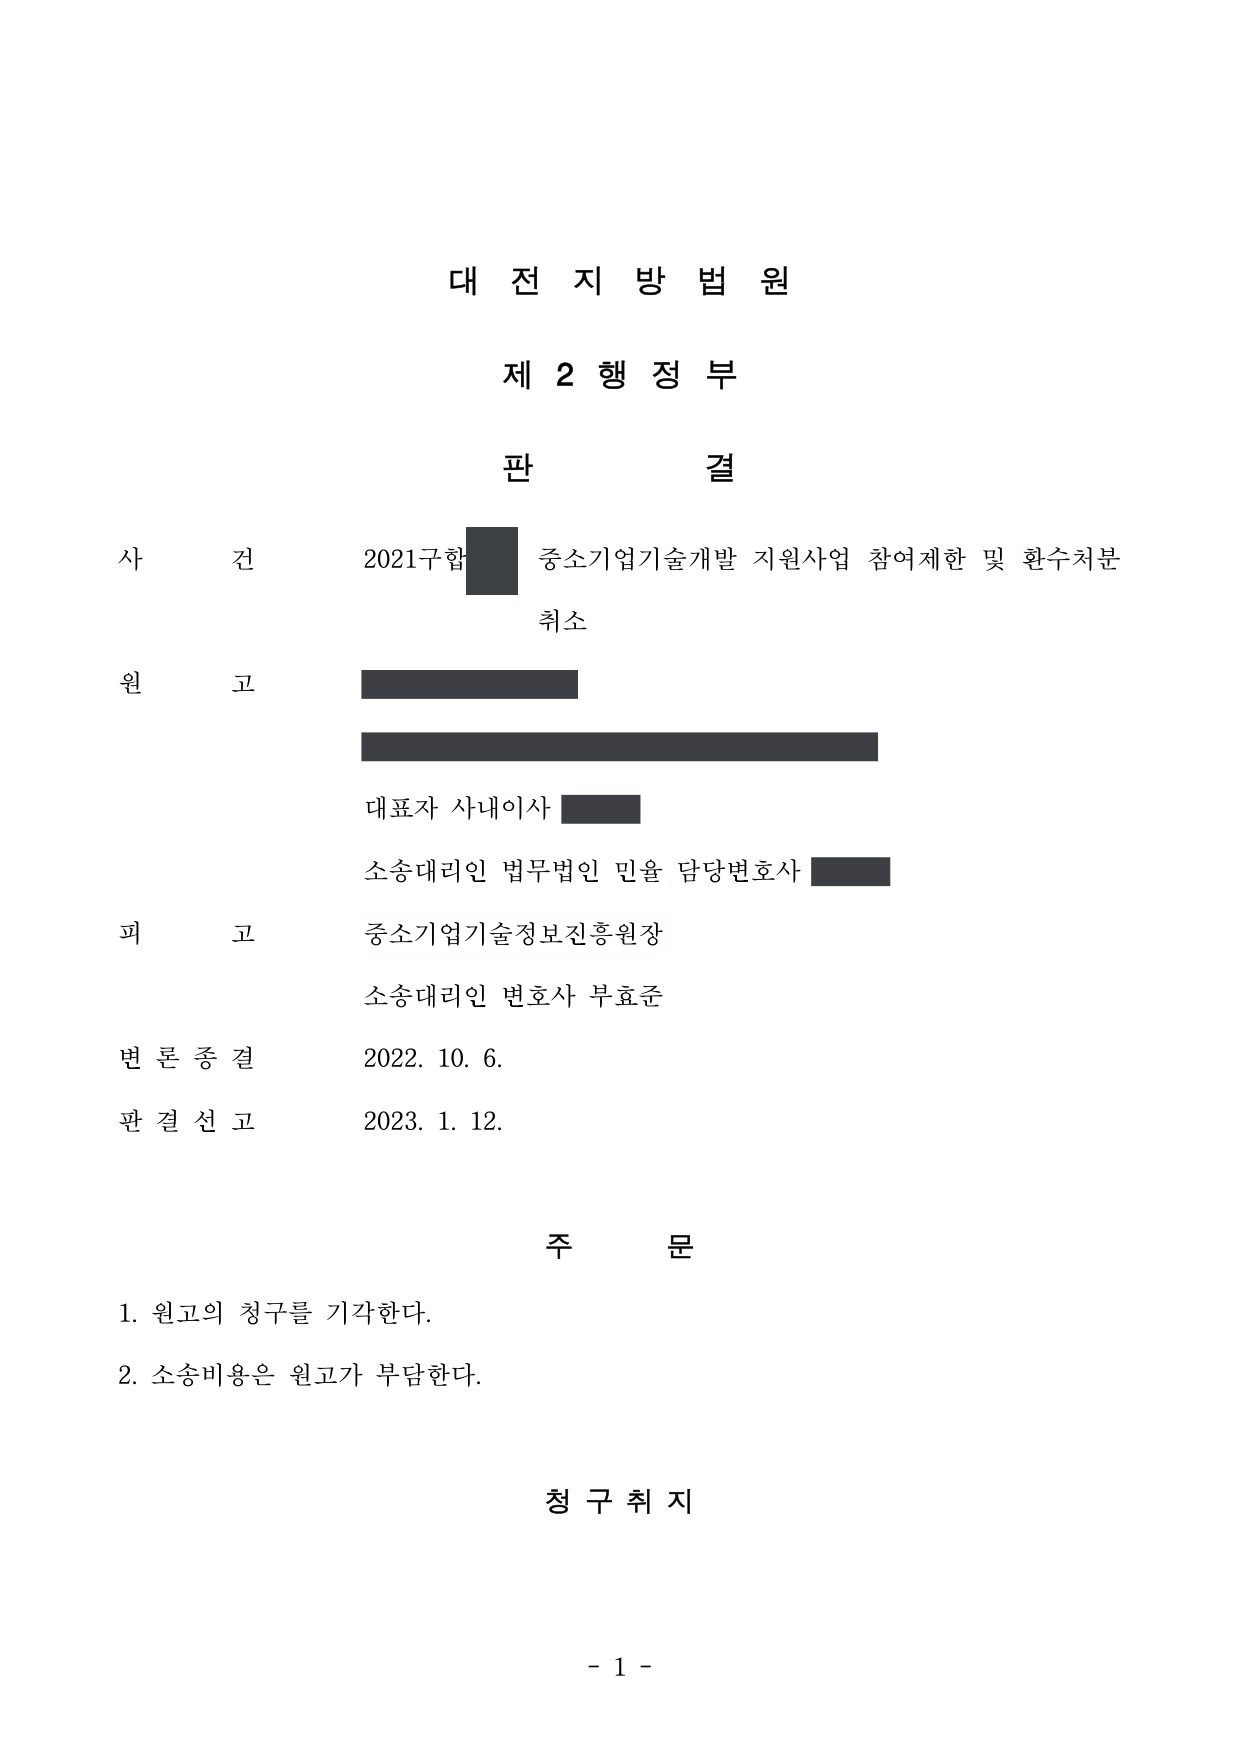 대 전 지 방 법 원
제 2 행 정 부
판 결
사 건 2021구합 중소기업기술개발 지원사업 참여제한 및 환수처분
취소
원 고
대표자 사내이사
소송대리인 법무법인 민율 담당변호사
피 고 중소기업기술정보진흥원장
소송대리인 변호사 부효준
변 론 종 결 2022. 10. 6.
판 결 선 고 2023. 1. 12.
주 문
1. 원고의 청구를 기각한다.
2. 소송비용은 원고가 부담한다.
청 구 취 지
- 1 -